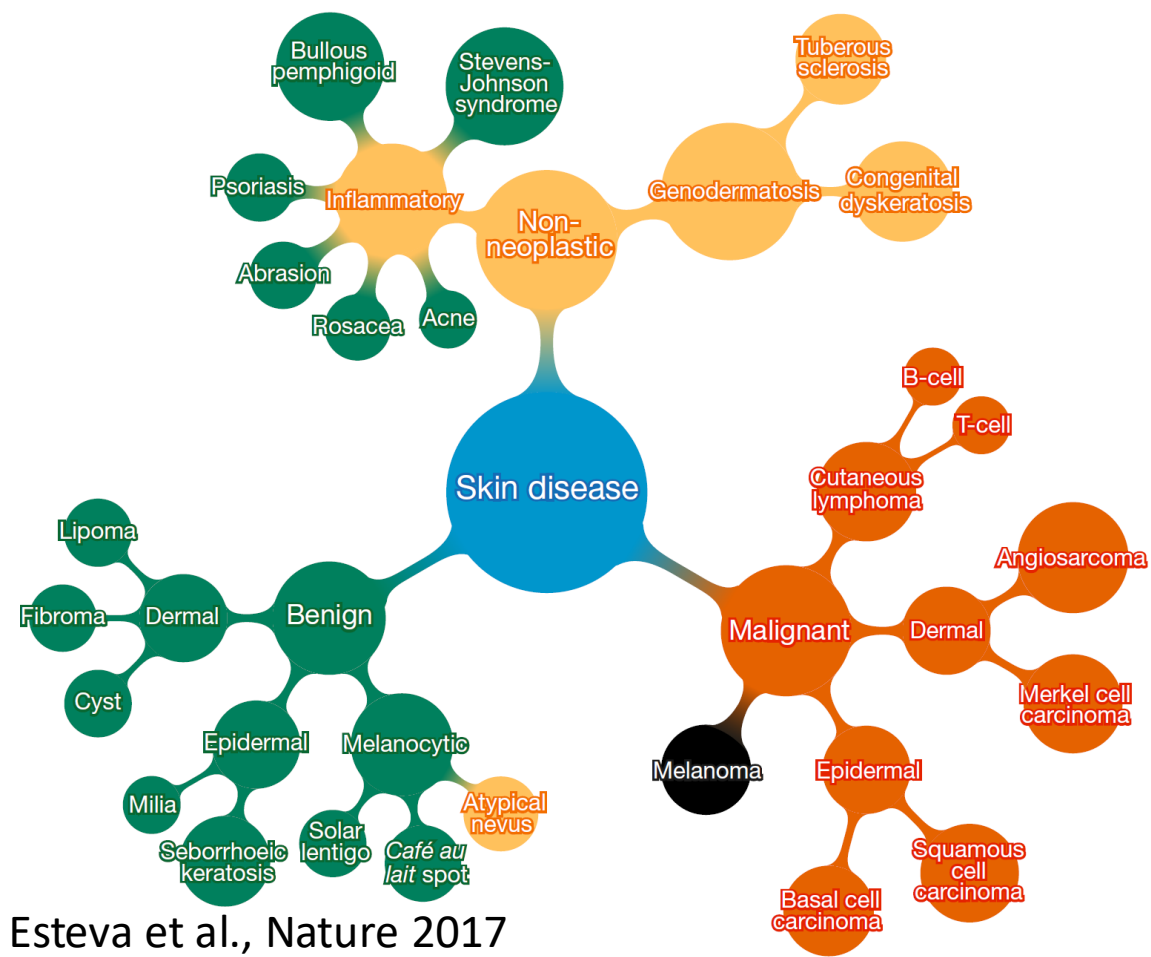 Bullous
pemphigoid
Stevens-
Johnson
syndrome
Tuberous
sclerosis
Psoriasis
Inflammatory
Non-
neoplastic
Genodermatosis
Congenital
dyskeratosis
Abrasion
Rosacea
Acne
B-cell
T-cell
Skin disease
Cutaneous
lymphoma
Lipoma
Angiosarcoma
Fibroma
Dermal
Benign
Malignant
Dermal
Cyst
Merkel cell
carcinoma
Epidermal
Melanocytic
Melanoma
Epidermal
Milia
Atypical
nevus
Seborrhoeic
keratosis
Solar
lentigo
Café au
lait spot
Squamous
cell
carcinoma
Basal cell
carcinoma
Esteva et al., Nature 2017